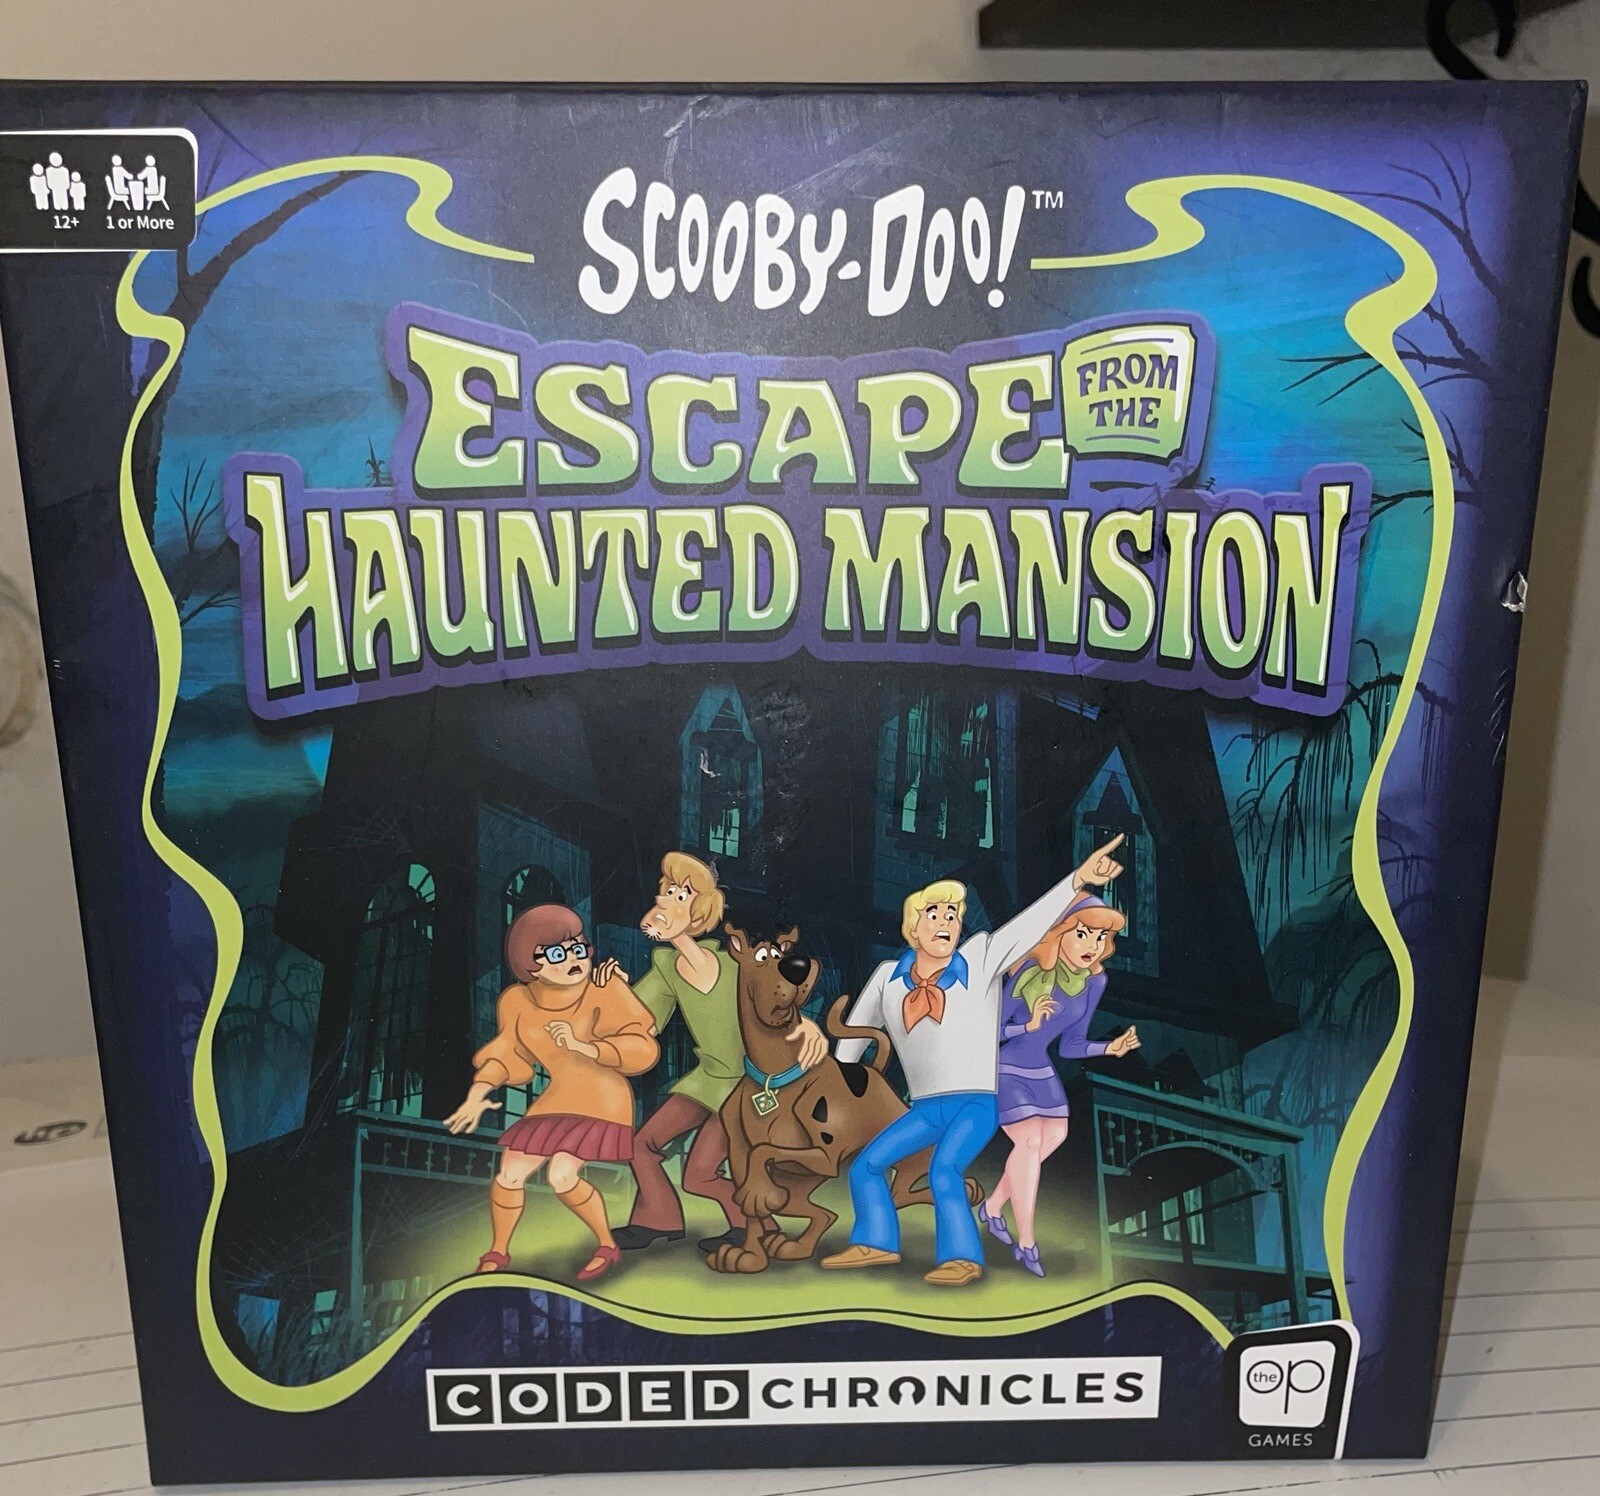 12+ 1 or More
SCOOBY-DOO!™
ESCAPE FROM THE
HAUNTED MANSION
CODED CHRONICLES
the op
GAMES